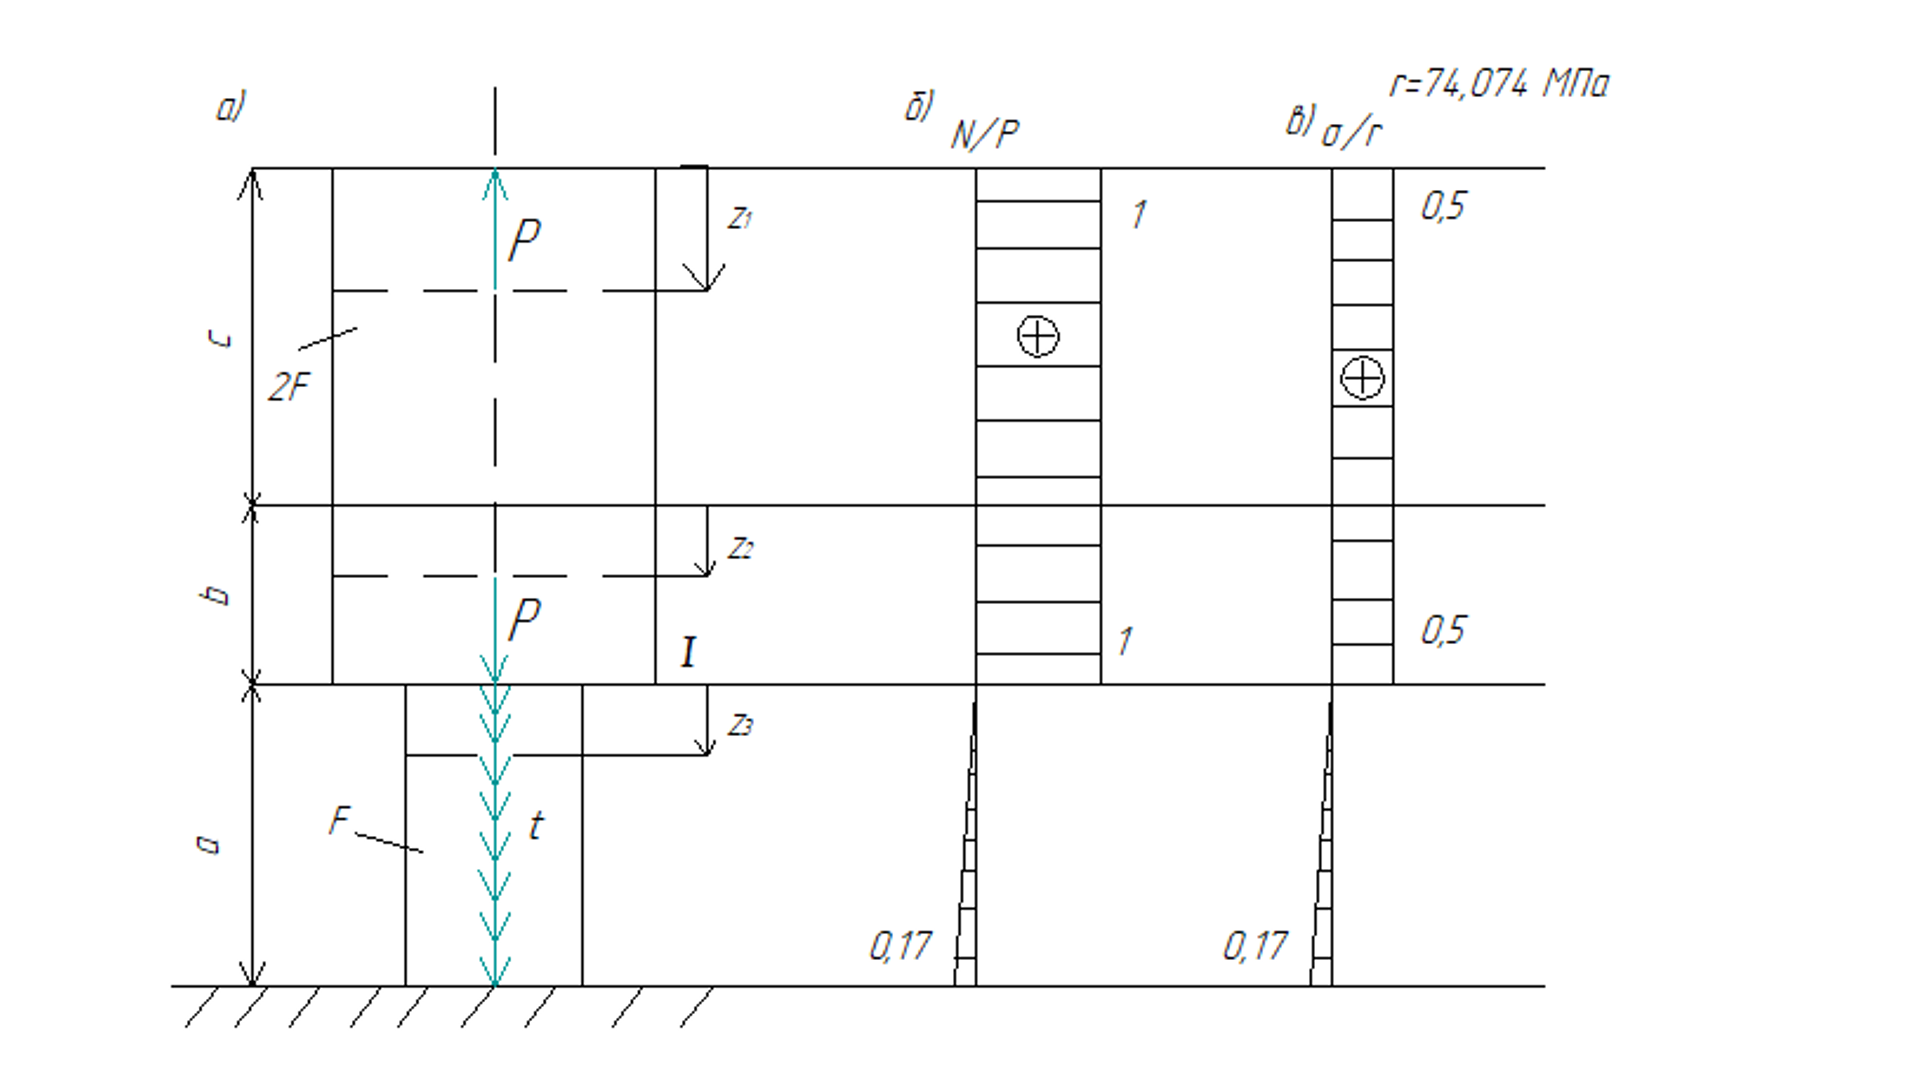 а)
б)
N/P
в) σ/r
r=74,074 МПа
P
z₁
1
0,5
c
2F
z₂
b
P
I
1
0,5
z₃
F
t
a
0,17
0,17